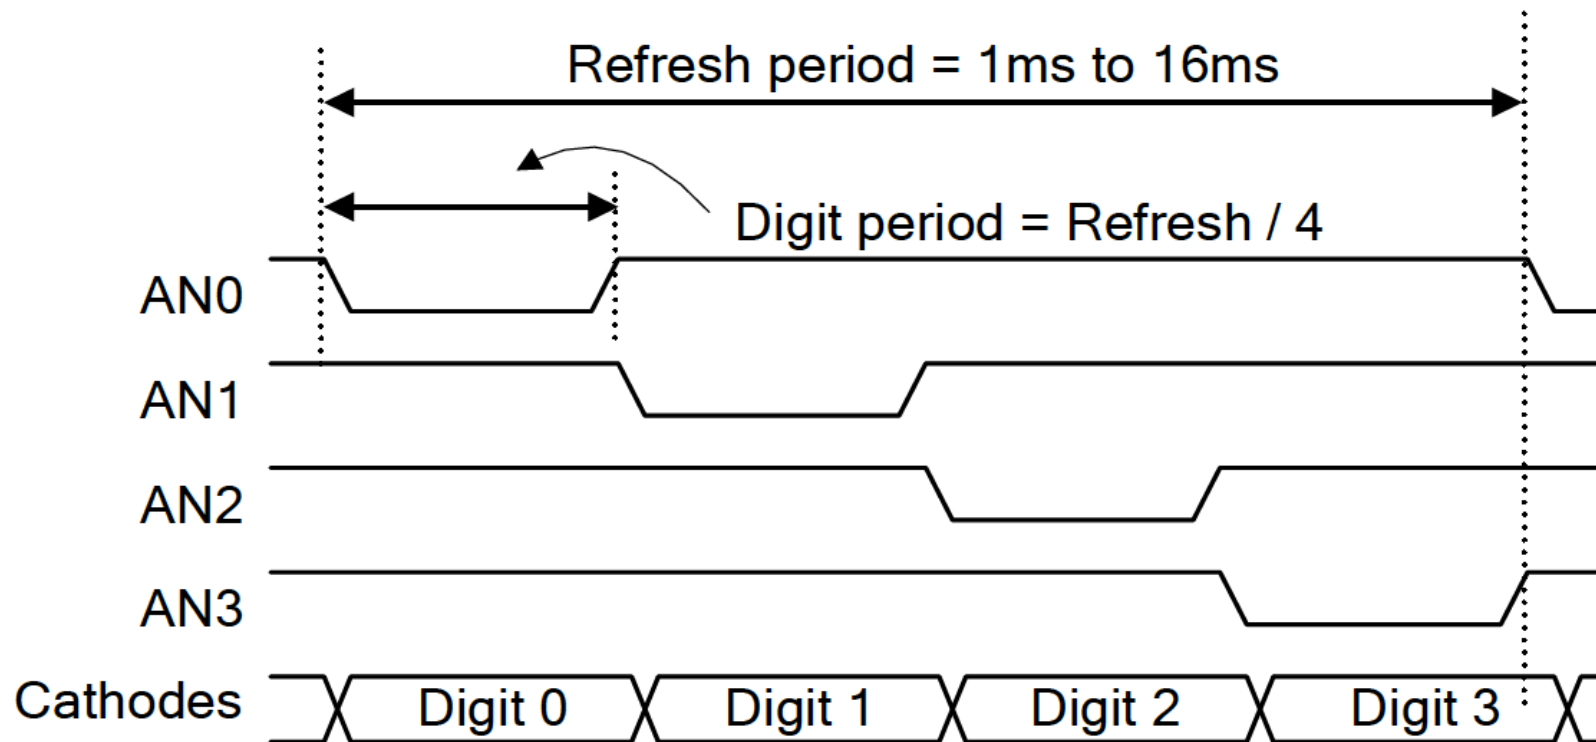 Refresh period = 1ms to 16ms
Digit period = Refresh / 4
AN0
AN1
AN2
AN3
Cathodes Digit 0 Digit 1 Digit 2 Digit 3